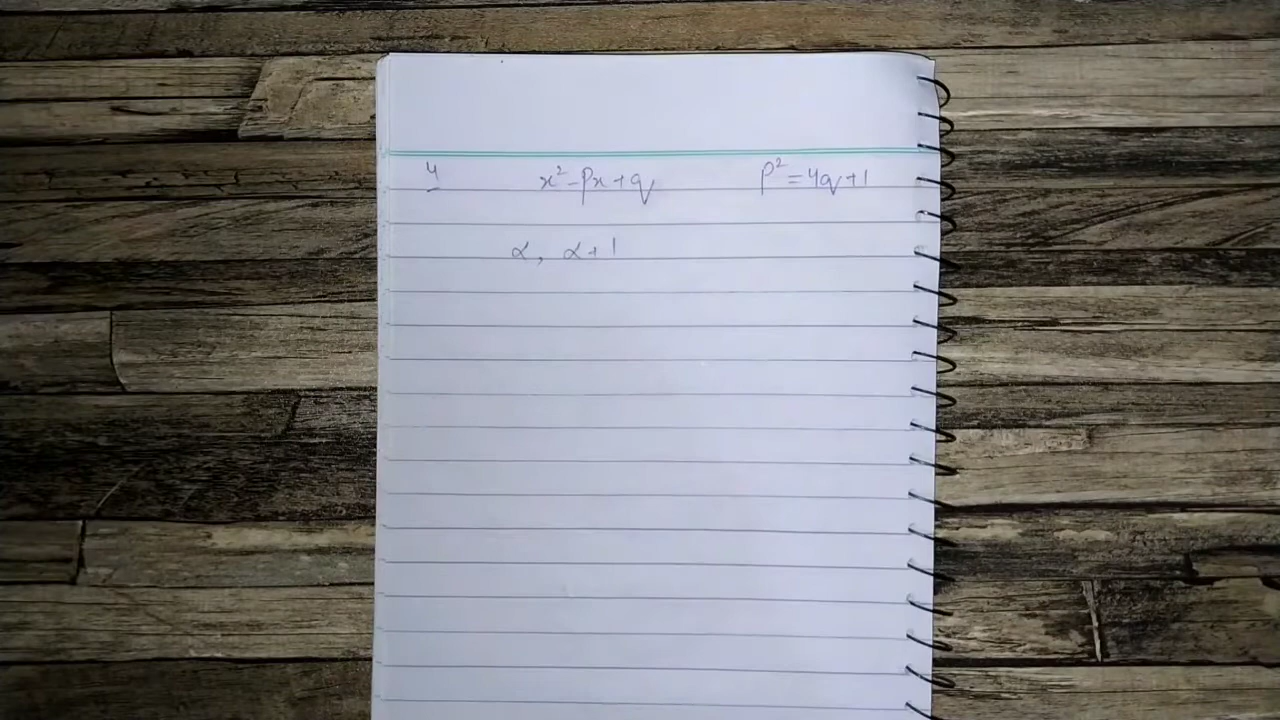 4 x² - px + q p² = 4q + 1
α, α + 1